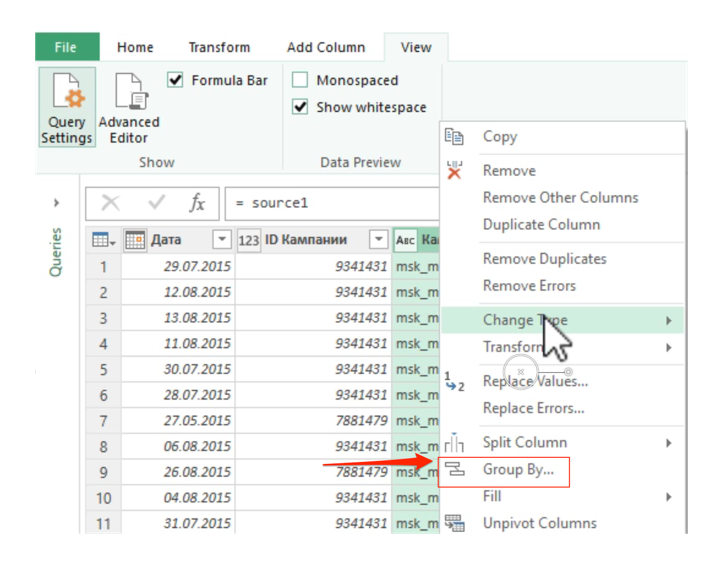 File Home Transform Add Column View
Formula Bar Monospaced
Show whitespace
Query Settings Advanced Editor
Show Data Preview
Queries
fx = source1
Дата 123 ID Кампании ABC Ка
1 29.07.2015 9341431 msk_m
2 12.08.2015 9341431 msk_m
3 13.08.2015 9341431 msk_m
4 11.08.2015 9341431 msk_m
5 30.07.2015 9341431 msk_m
6 28.07.2015 9341431 msk_m
7 27.05.2015 7881479 msk_m
8 06.08.2015 9341431 msk_m
9 26.08.2015 7881479 msk_m
10 04.08.2015 9341431 msk_m
11 31.07.2015 9341431 msk_m
Copy
Remove
Remove Other Columns
Duplicate Column
Remove Duplicates
Remove Errors
Change Type
Transform
Replace Values...
Replace Errors...
Split Column
Group By...
Fill
Unpivot Columns